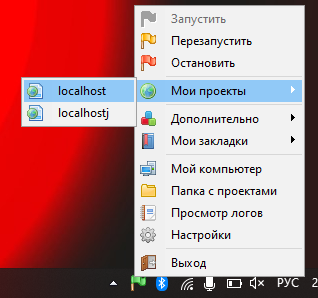 Запустить
Перезапустить
Остановить
Мои проекты
localhost
localhostj
Дополнительно
Мои закладки
Мой компьютер
Папка с проектами
Просмотр логов
Настройки
Выход
РУС
2